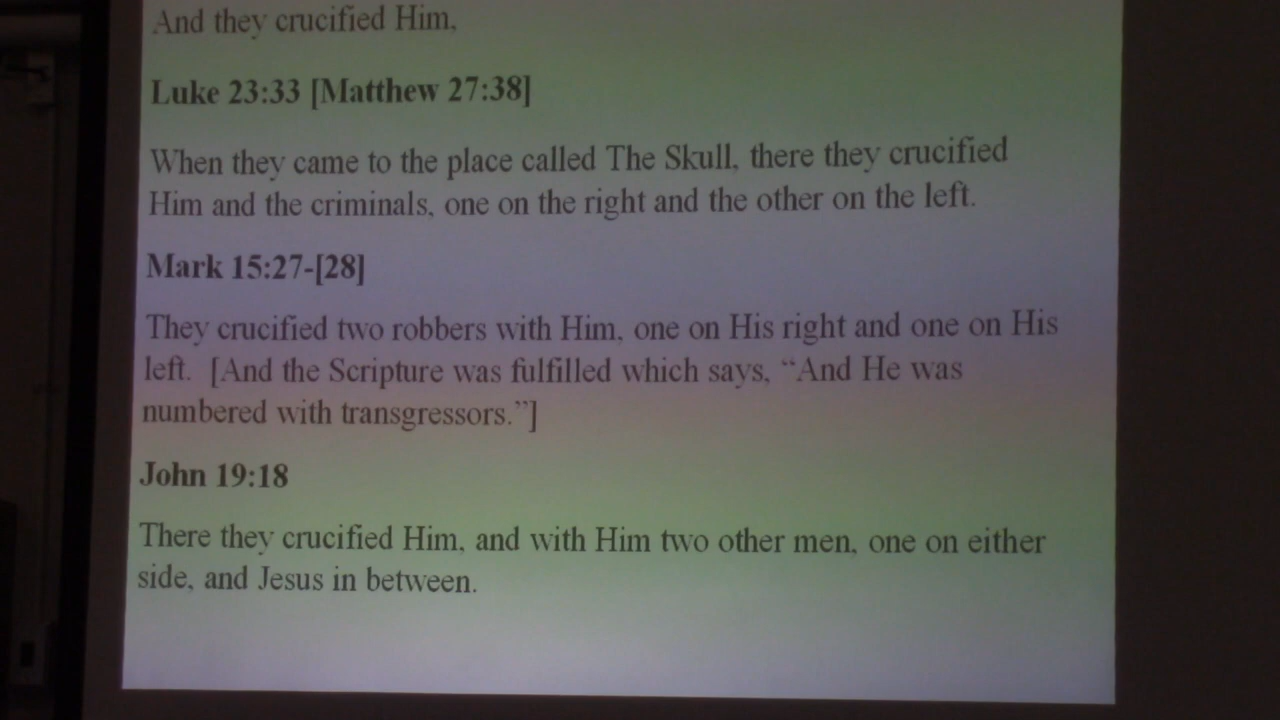 And they crucified Him,
Luke 23:33 [Matthew 27:38]
When they came to the place called The Skull, there they crucified
Him and the criminals, one on the right and the other on the left.
Mark 15:27-[28]
They crucified two robbers with Him, one on His right and one on His
left.  [And the Scripture was fulfilled which says, “And He was
numbered with transgressors.”]
John 19:18
There they crucified Him, and with Him two other men, one on either
side, and Jesus in between.